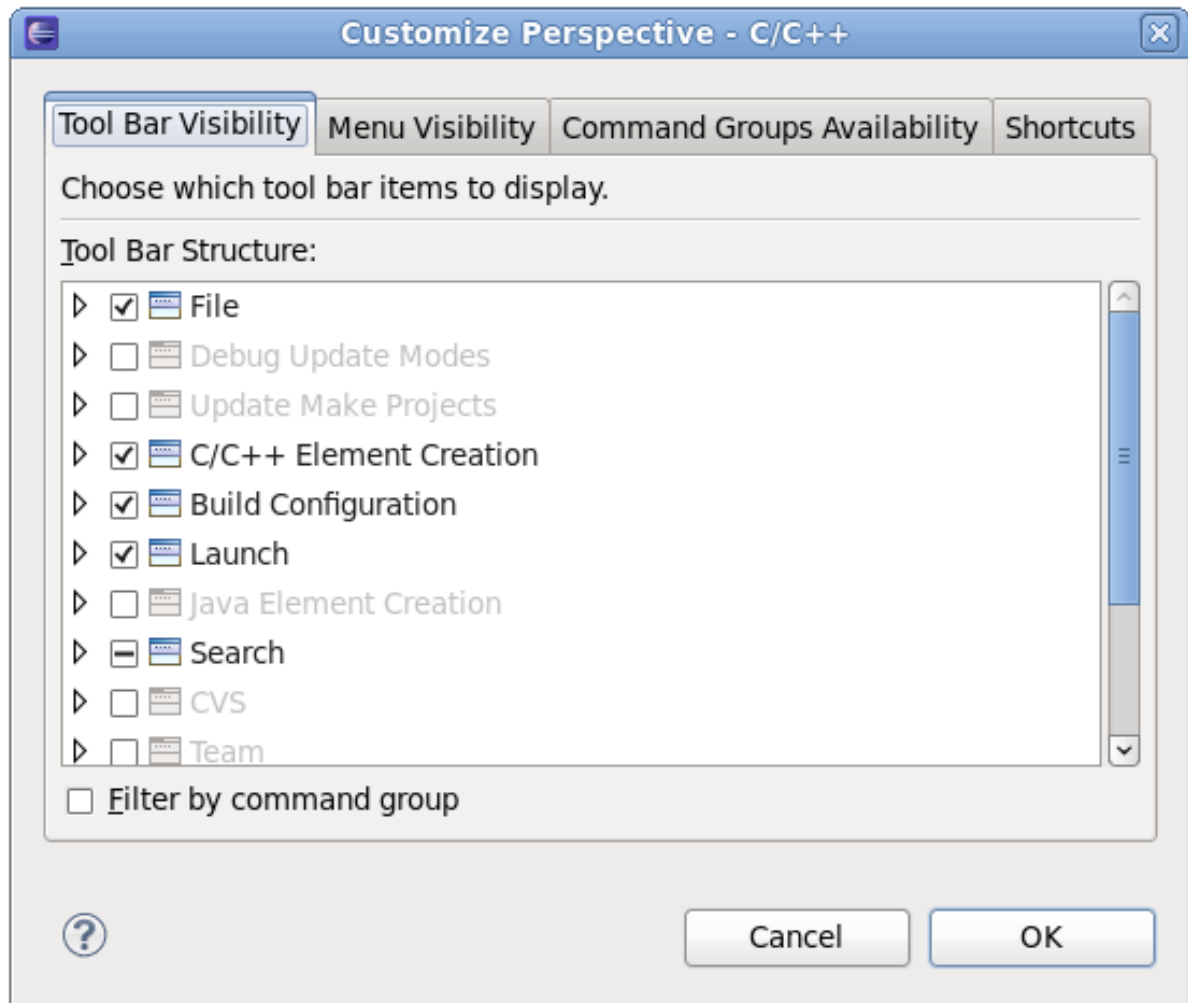 Customize Perspective - C/C++
Tool Bar Visibility Menu Visibility Command Groups Availability Shortcuts
Choose which tool bar items to display.
Tool Bar Structure:
File
Debug Update Modes
Update Make Projects
C/C++ Element Creation
Build Configuration
Launch
Java Element Creation
Search
CVS
Team
Filter by command group
? Cancel OK